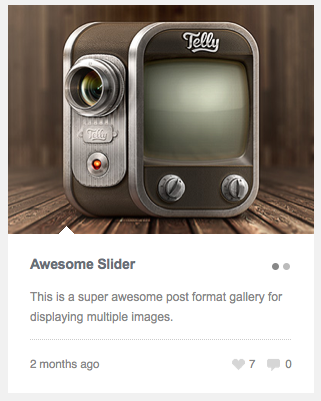 Telly
Telly
Awesome Slider
This is a super awesome post format gallery for
displaying multiple images.
2 months ago
7
0